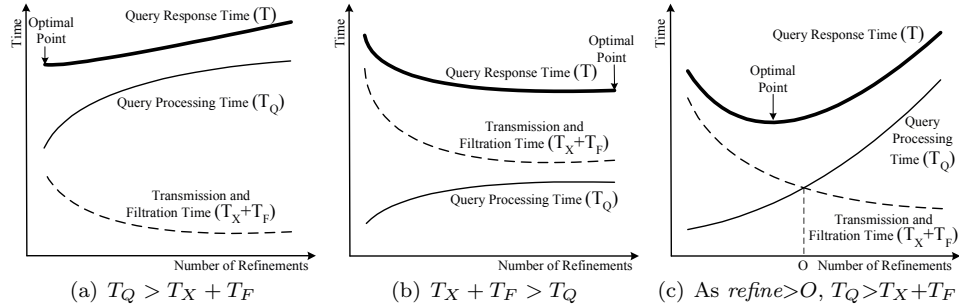 Time
Optimal
Point
Query Response Time (T)
Query Processing Time (T_Q)
Transmission and
Filtration Time (T_X+T_F)
Number of Refinements
(a) T_Q > T_X + T_F
Time
Optimal
Point
Query Response Time (T)
Transmission and
Filtration Time (T_X+T_F)
Query Processing Time (T_Q)
Number of Refinements
(b) T_X + T_F > T_Q
Time
Query Response Time (T)
Optimal
Point
Query
Processing
Time (T_Q)
Transmission and
Filtration Time (T_X+T_F)
O
Number of Refinements
(c) As refine>O, T_Q>T_X+T_F